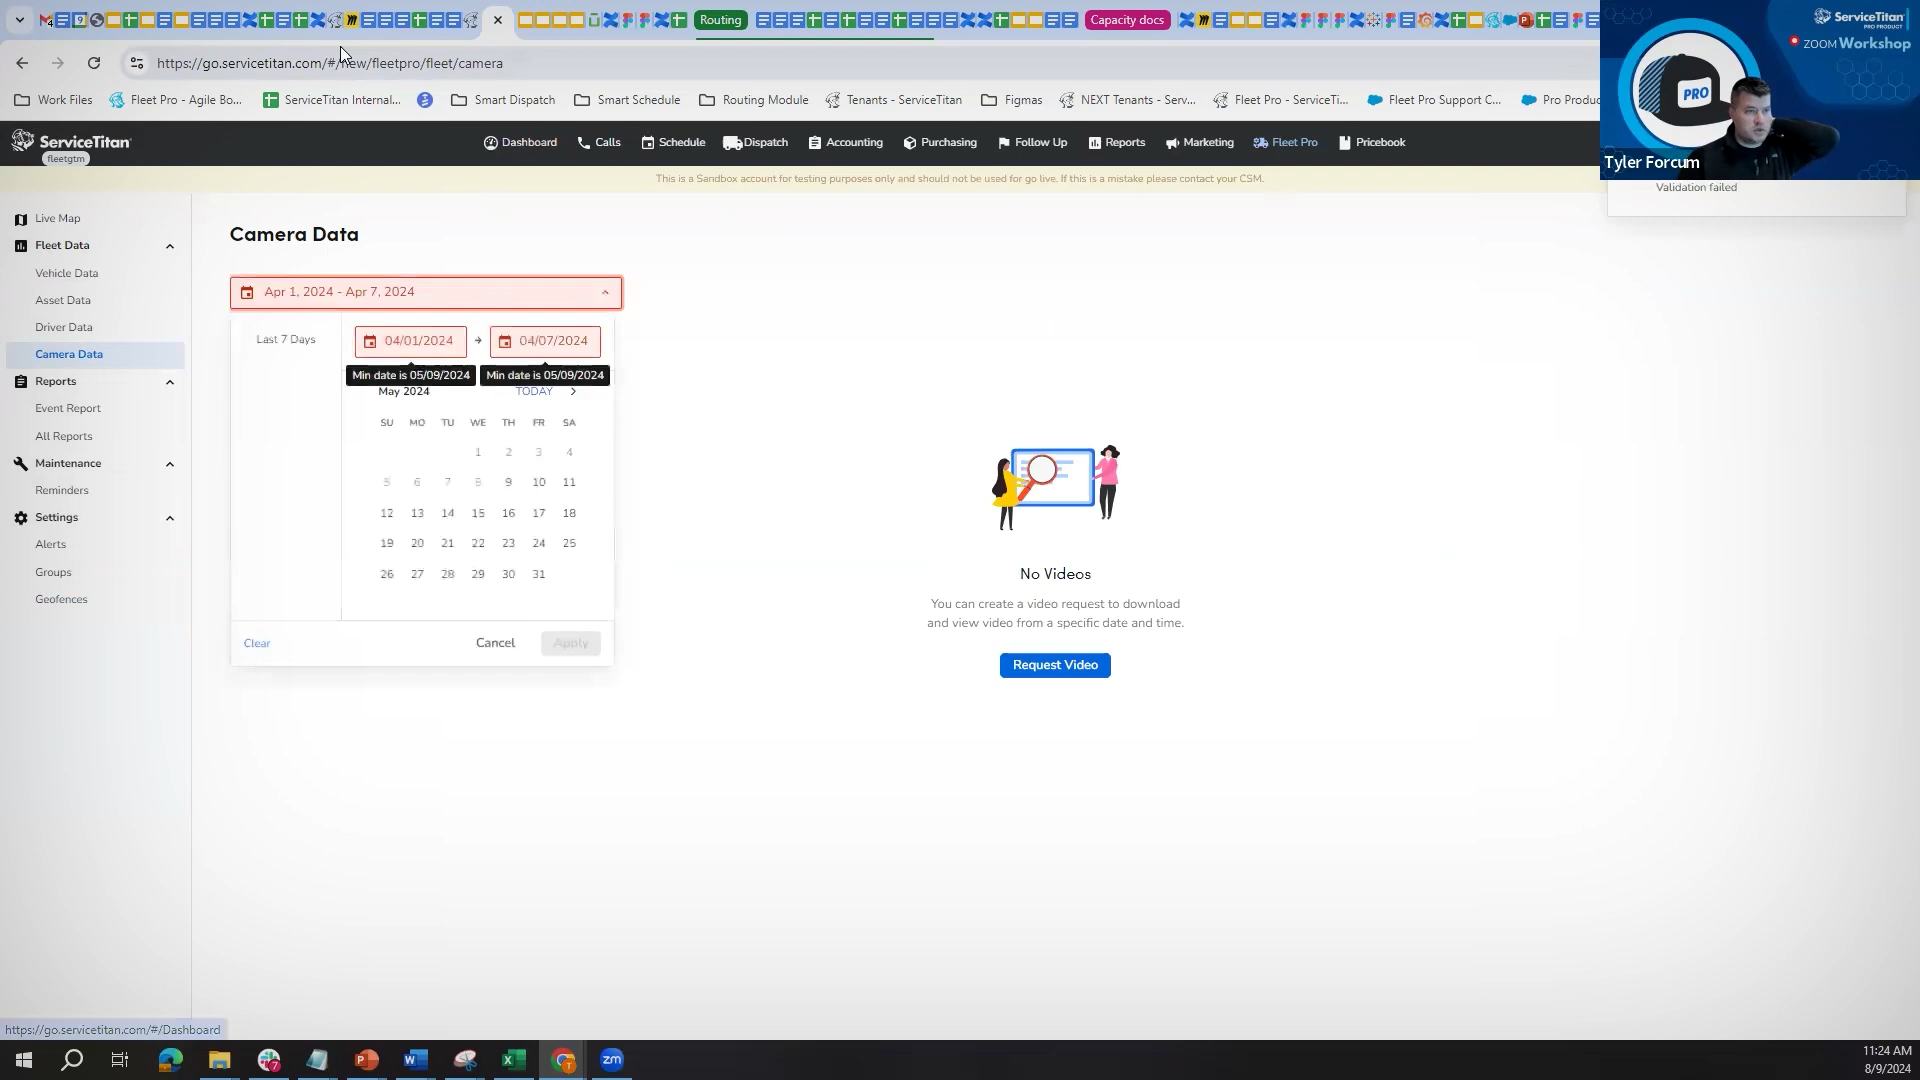 Routing
Capacity docs
https://go.servicetitan.com/#/new/fleetpro/fleet/camera
Work Files
Fleet Pro - Agile Bo...
ServiceTitan Internal...
Smart Dispatch
Smart Schedule
Routing Module
Tenants - ServiceTitan
Figmas
NEXT Tenants - Serv...
Fleet Pro - ServiceTi...
Fleet Pro Support C...
Pro Produc
ServiceTitan
PRO PRODUCT
ZOOM Workshop
PRO
Tyler Forcum
ServiceTitan
fleetgtm
Dashboard
Calls
Schedule
Dispatch
Accounting
Purchasing
Follow Up
Reports
Marketing
Fleet Pro
Pricebook
This is a Sandbox account for testing purposes only and should not be used for go live. If this is a mistake please contact your CSM.
Validation failed
Live Map
Fleet Data
Vehicle Data
Asset Data
Driver Data
Camera Data
Reports
Event Report
All Reports
Maintenance
Reminders
Settings
Alerts
Groups
Geofences
Camera Data
Apr 1, 2024 - Apr 7, 2024
Last 7 Days
04/01/2024
04/07/2024
Min date is 05/09/2024
Min date is 05/09/2024
May 2024
TODAY
SU MO TU WE TH FR SA
1 2 3 4
5 6 7 8 9 10 11
12 13 14 15 16 17 18
19 20 21 22 23 24 25
26 27 28 29 30 31
Clear
Cancel
Apply
No Videos
You can create a video request to download
and view video from a specific date and time.
Request Video
https://go.servicetitan.com/#/Dashboard
zm
11:24 AM
8/9/2024